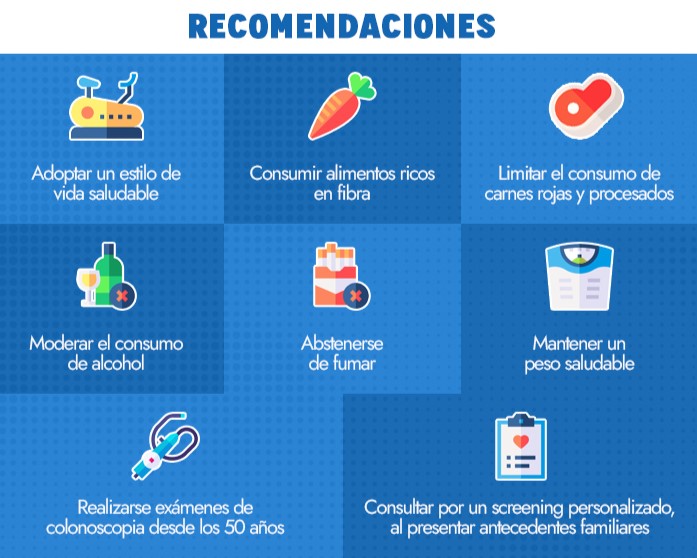 RECOMENDACIONES
Adoptar un estilo de
vida saludable
Consumir alimentos ricos
en fibra
Limitar el consumo de
carnes rojas y procesados
Moderar el consumo
de alcohol
Abstenerse
de fumar
Mantener un
peso saludable
Realizarse exámenes de
colonoscopia desde los 50 años
Consultar por un screening personalizado,
al presentar antecedentes familiares